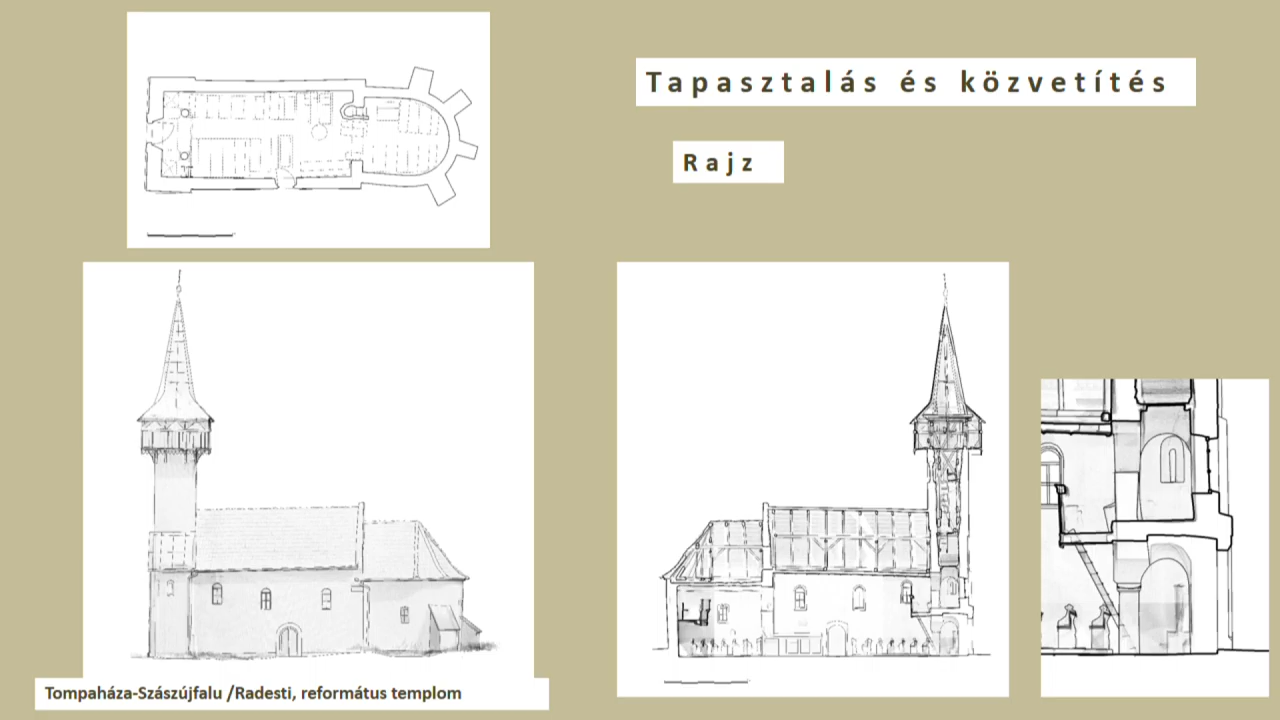 Tapasztalás és közvetítés
Rajz
Tompaháza-Szászújfalu /Radesti, református templom